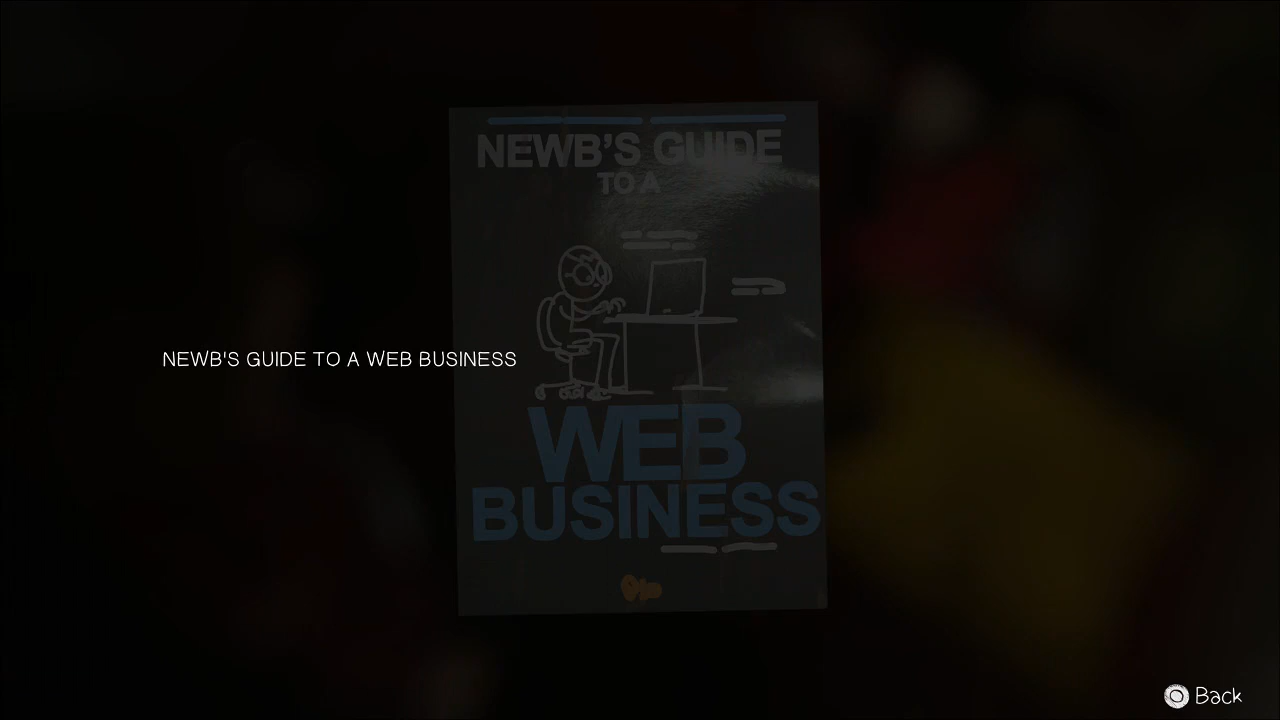 NEWB'S GUIDE
TO A
WEB
BUSINESS
NEWB'S GUIDE TO A WEB BUSINESS
Back